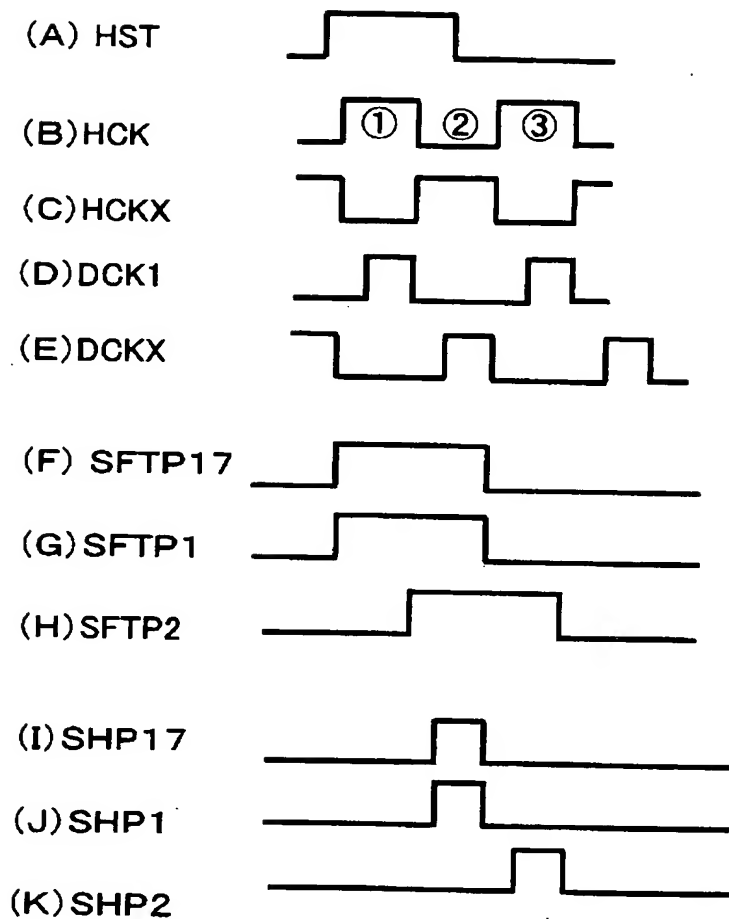 (A) HST
(B)HCK
① ② ③
(C)HCKX
(D)DCK1
(E)DCKX
(F) SFTP17
(G)SFTP1
(H)SFTP2
(I)SHP17
(J)SHP1
(K)SHP2